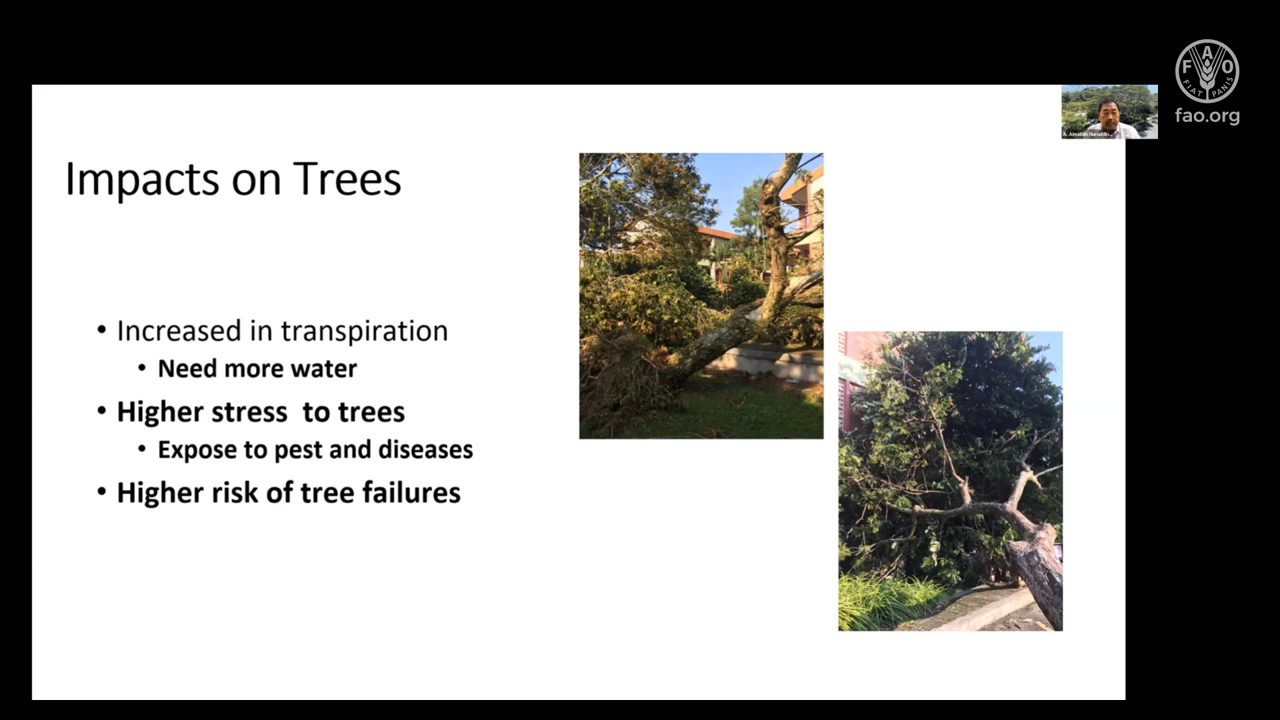 F A O
FIAT PANIS
fao.org
Impacts on Trees
• Increased in transpiration
• Need more water
• Higher stress to trees
• Expose to pest and diseases
• Higher risk of tree failures